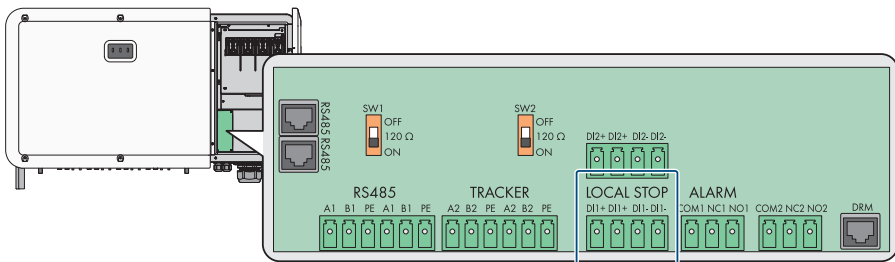 RS485 RS485
SW1
OFF
120 Ω
ON
SW2
OFF
120 Ω
ON
DI2+ DI2+ DI2- DI2-
RS485 TRACKER LOCAL STOP ALARM
A1 B1 PE A1 B1 PE A2 B2 PE A2 B2 PE DI1+ DI1+ DI1- DI1- COM1 NC1 NO1 COM2 NC2 NO2 DRM